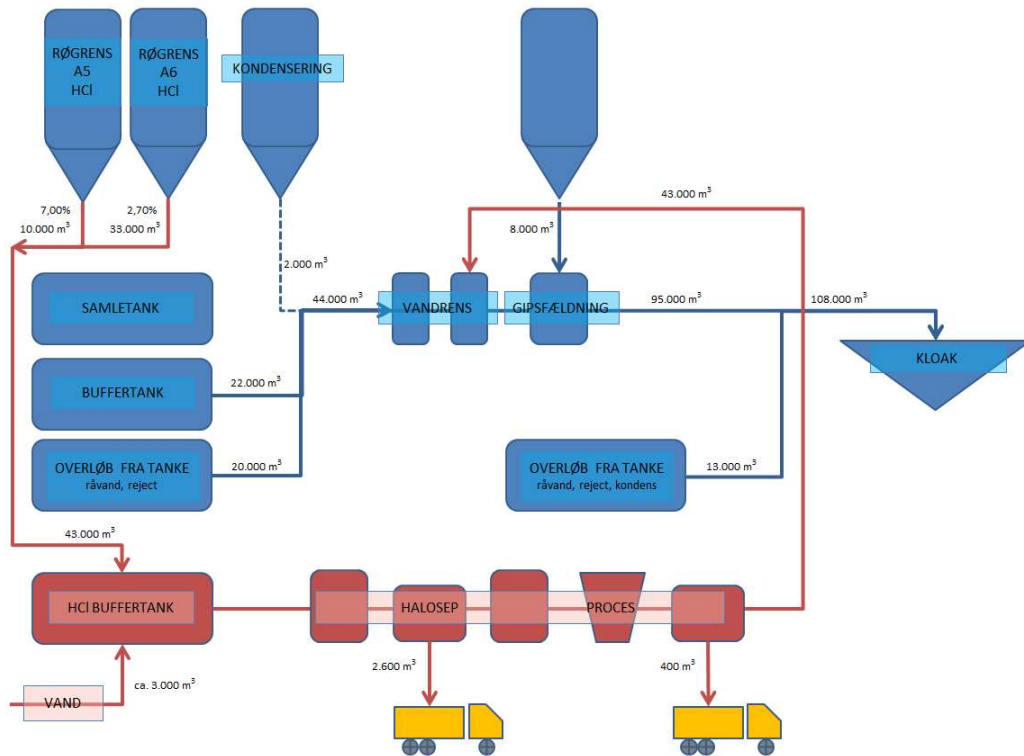 RØGRENS
A5
HCl
RØGRENS
A6
HCl
KONDENSERING
7,00%
10.000 m³
2,70%
33.000 m³
43.000 m³
8.000 m³
2.000 m³
SAMLETANK
44.000 m³
VANDRENS
GIPSFÆLDNING
95.000 m³
108.000 m³
KLOAK
BUFFERTANK
22.000 m³
OVERLØB FRA TANKE
råvand, reject
20.000 m³
OVERLØB FRA TANKE
råvand, reject, kondens
13.000 m³
43.000 m³
HCl BUFFERTANK
HALOSEP
PROCES
ca. 3.000 m³
VAND
2.600 m³
400 m³